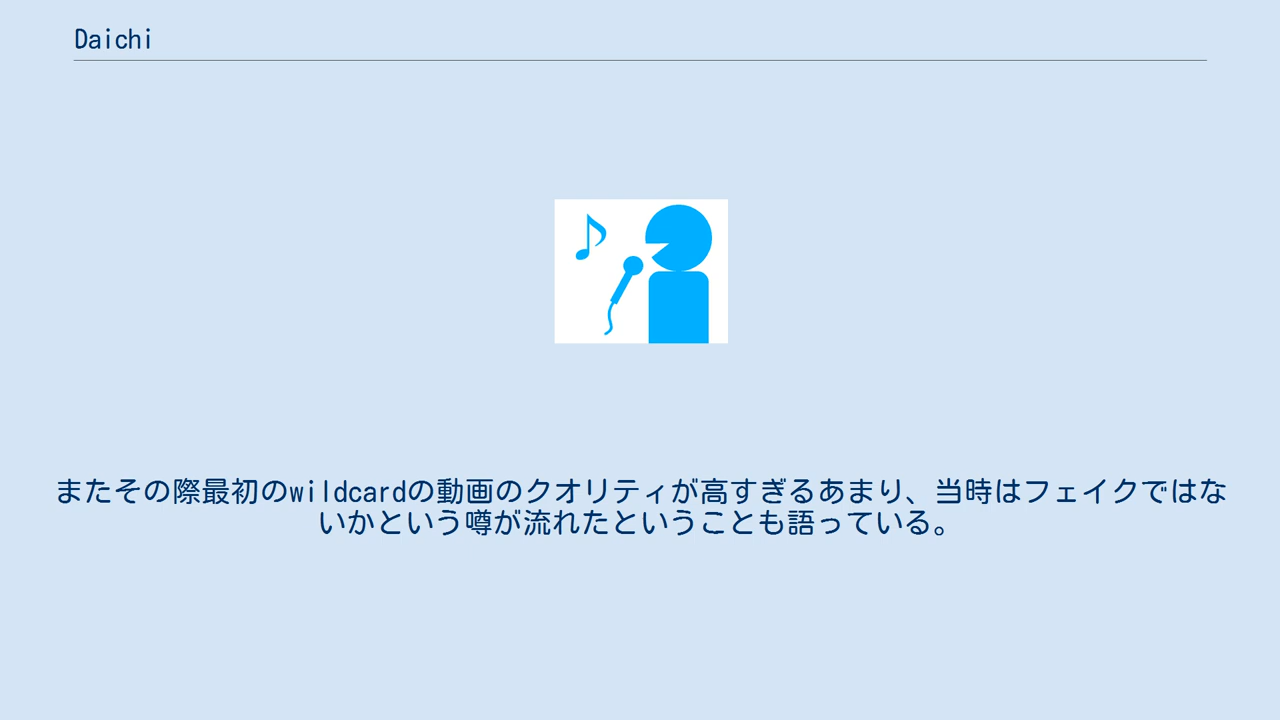 Daichi
またその際最初のwildcardの動画のクオリティが高すぎるあまり、当時はフェイクではな
いかという噂が流れたということも語っている。